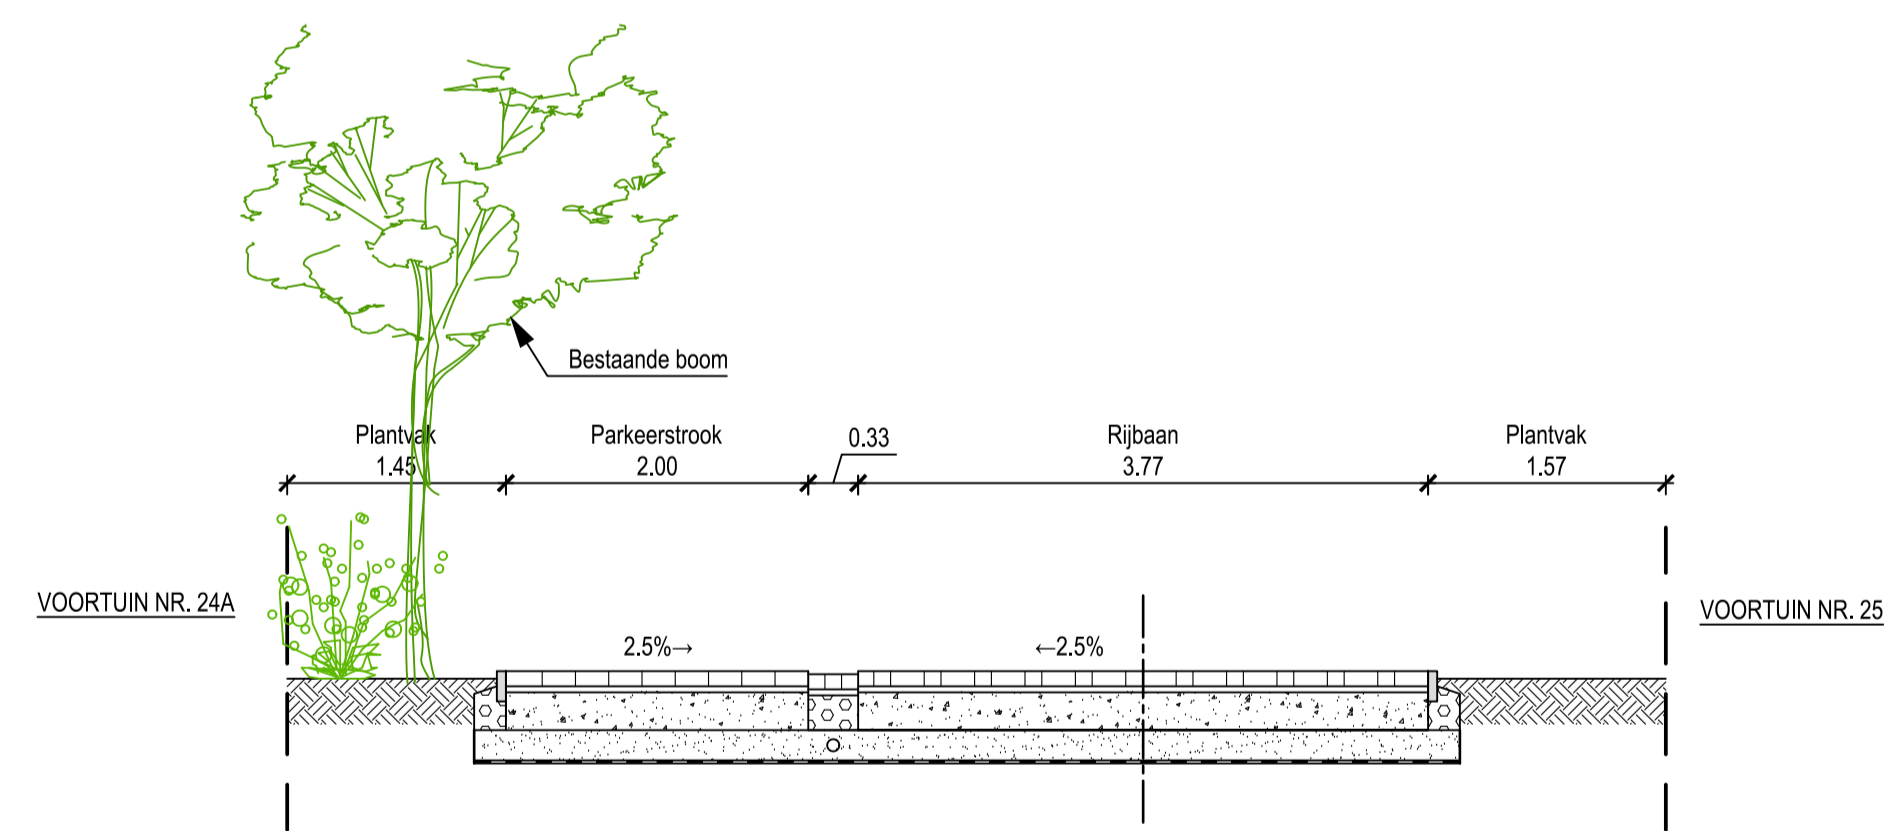 Bestaande boom
Plantvak
1.45
Parkeerstrook
2.00
0.33
Rijbaan
3.77
Plantvak
1.57
VOORTUIN NR. 24A
VOORTUIN NR. 25
2.5%→
←2.5%